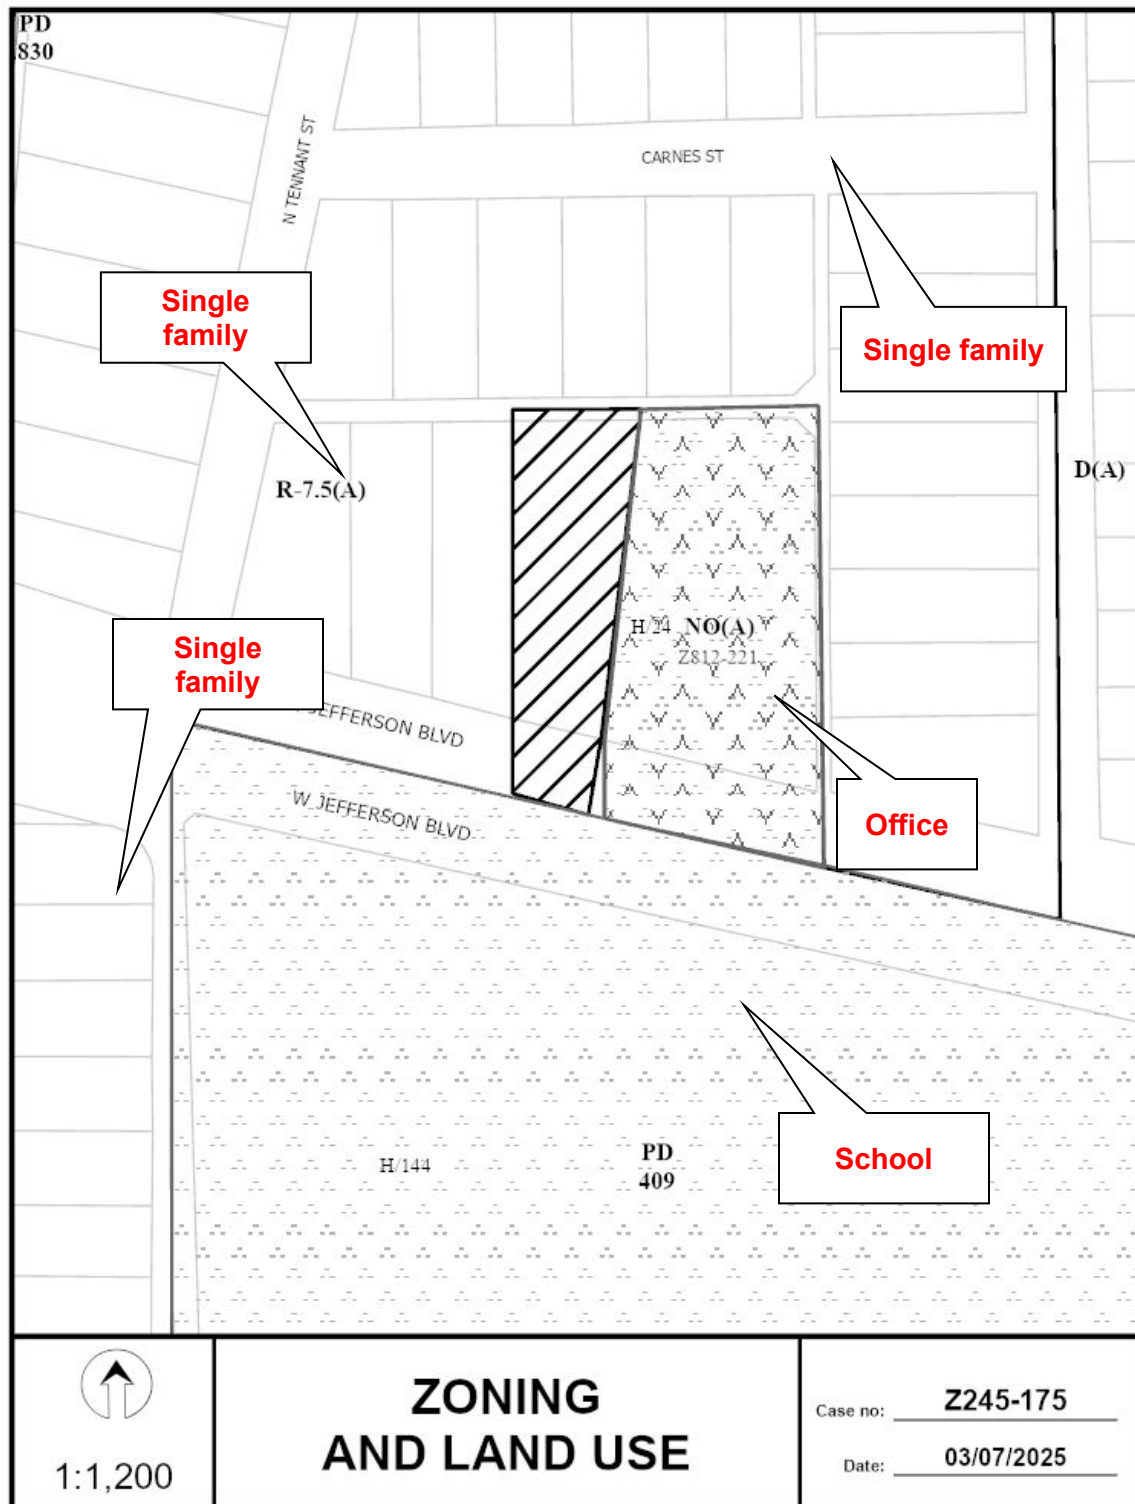 PD
830
N TENNANT ST
CARNES ST
Single
family
Single family
R-7.5(A)
D(A)
H/24 NO(A)
Z812-221
Single
family
JEFFERSON BLVD
W JEFFERSON BLVD
Office
School
H/144
PD
409
1:1,200
ZONING
AND LAND USE
Case no: Z245-175
Date: 03/07/2025